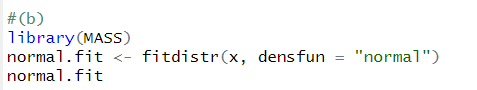 #(b)
library(MASS)
normal.fit <- fitdistr(x, densfun = "normal")
normal.fit